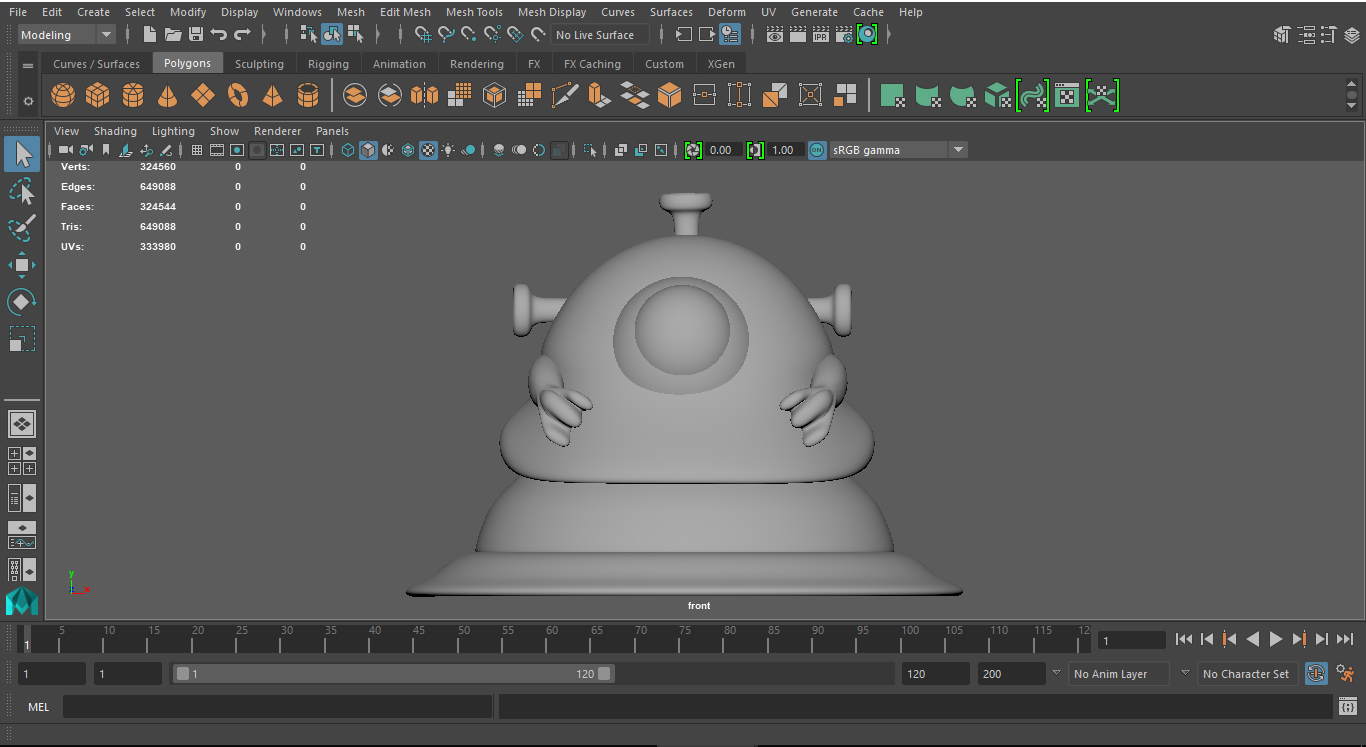 File Edit Create Select Modify Display Windows Mesh Edit Mesh Mesh Tools Mesh Display Curves Surfaces Deform UV Generate Cache Help
Modeling No Live Surface IPR
Curves / Surfaces Polygons Sculpting Rigging Animation Rendering FX FX Caching Custom XGen
View Shading Lighting Show Renderer Panels
0.00 1.00 ON sRGB gamma
Verts: 324560 0 0
Edges: 649088 0 0
Faces: 324544 0 0
Tris: 649088 0 0
UVs: 333980 0 0
y
x
front
1 5 10 15 20 25 30 35 40 45 50 55 60 65 70 75 80 85 90 95 100 105 110 115 12 1
1 1 1 120 120 200 No Anim Layer No Character Set
MEL